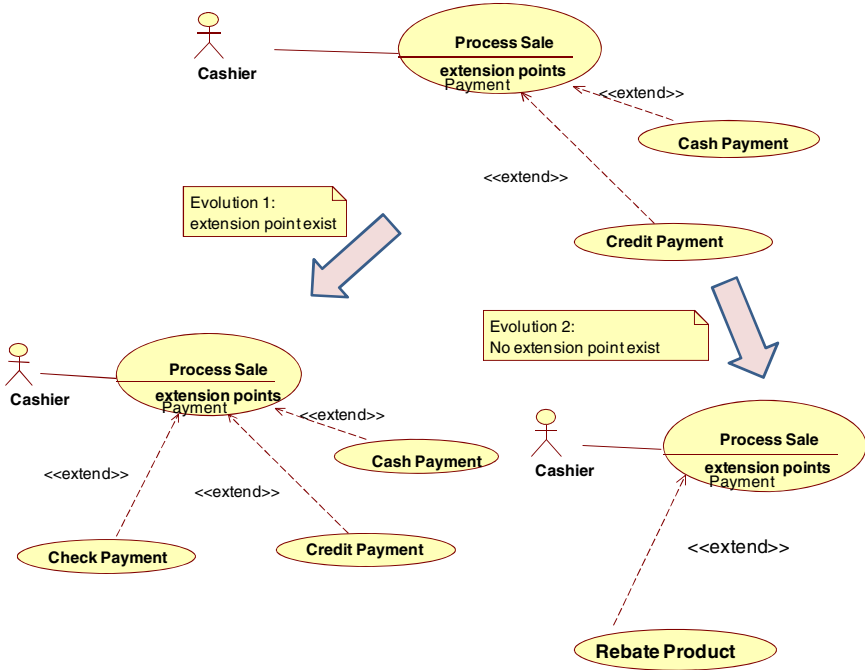 Process Sale
extension points
Payment
Cashier
<<extend>>
Cash Payment
<<extend>>
Credit Payment
Evolution 1:
extension point exist
Evolution 2:
No extension point exist
Process Sale
extension points
Payment
Cashier
<<extend>>
Cash Payment
<<extend>>
<<extend>>
Check Payment
Credit Payment
Process Sale
extension points
Payment
Cashier
<<extend>>
Rebate Product